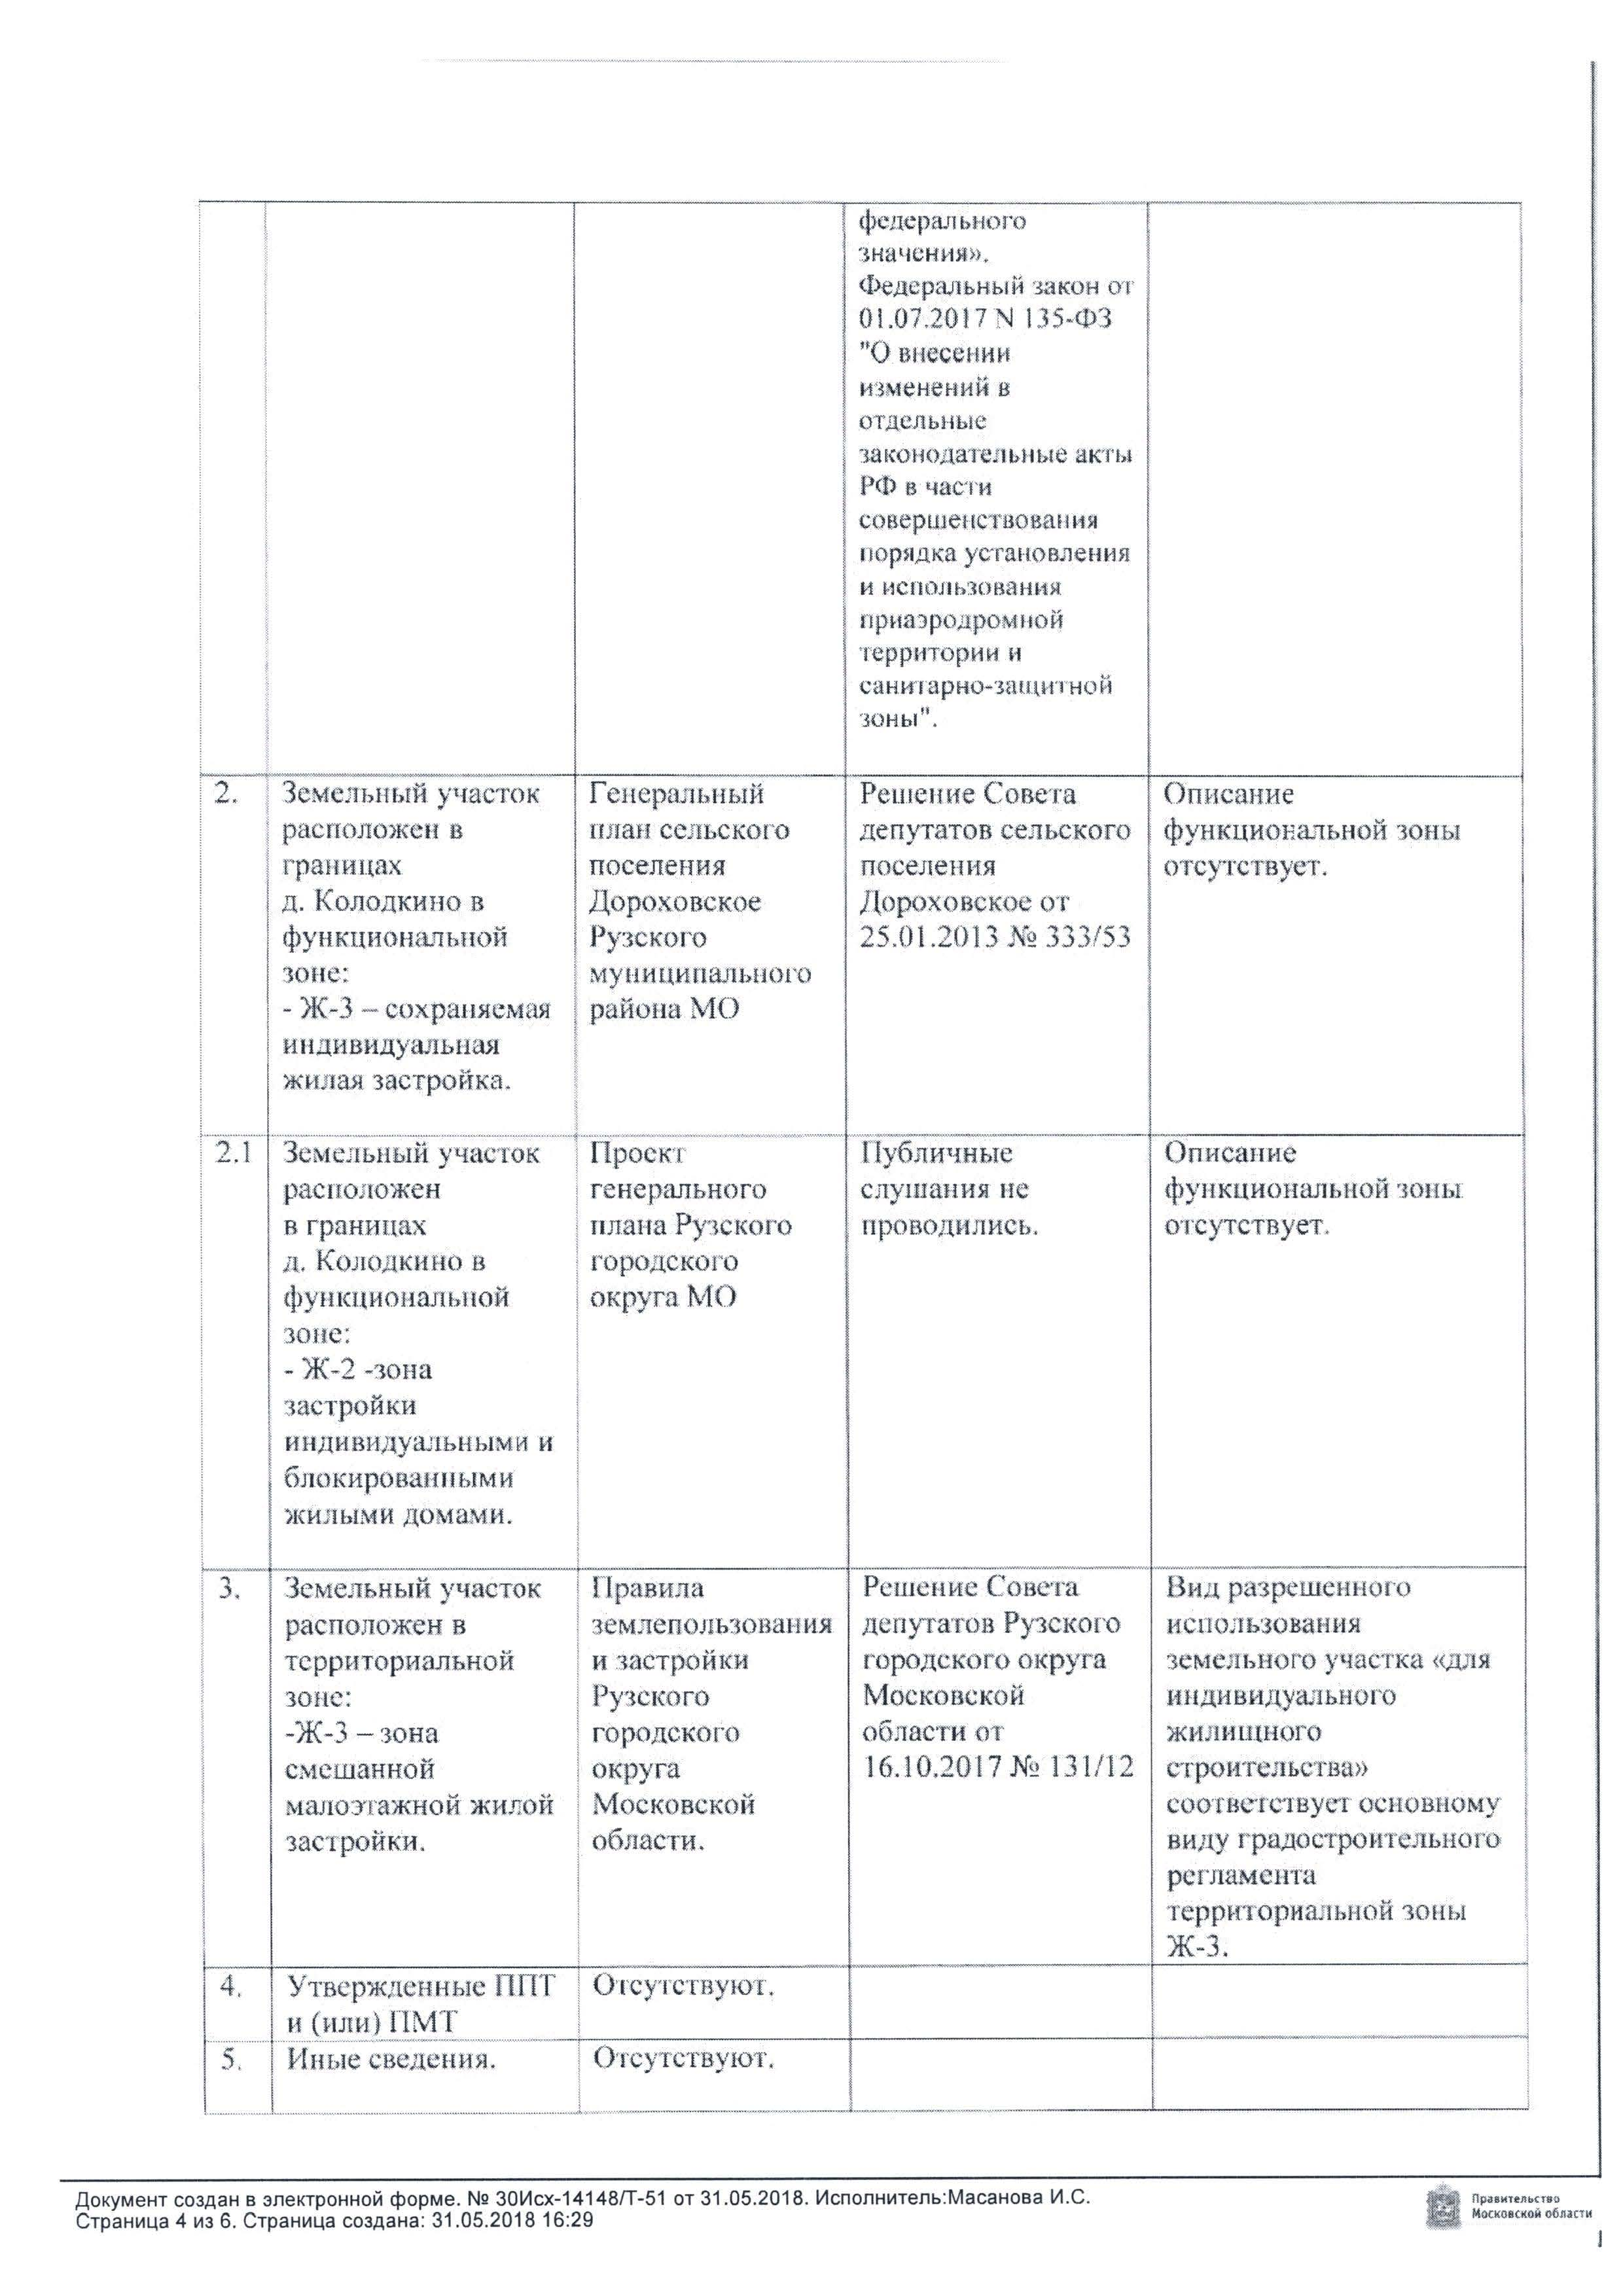 федерального
значения».
Федеральный закон от
01.07.2017 N 135-ФЗ
"О внесении
изменений в
отдельные
законодательные акты
РФ в части
совершенствования
порядка установления
и использования
приаэродромной
территории и
санитарно-защитной
зоны".
2.
Земельный участок
расположен в
границах
д. Колодкино в
функциональной
зоне:
- Ж-3 – сохраняемая
индивидуальная
жилая застройка.
Генеральный
план сельского
поселения
Дороховское
Рузского
муниципального
района МО
Решение Совета
депутатов сельского
поселения
Дороховское от
25.01.2013 № 333/53
Описание
функциональной зоны
отсутствует.
2.1
Земельный участок
расположен
в границах
д. Колодкино в
функциональной
зоне:
- Ж-2 -зона
застройки
индивидуальными и
блокированными
жилыми домами.
Проект
генерального
плана Рузского
городского
округа МО
Публичные
слушания не
проводились.
Описание
функциональной зоны
отсутствует.
3.
Земельный участок
расположен в
территориальной
зоне:
-Ж-3 – зона
смешанной
малоэтажной жилой
застройки.
Правила
землепользования
и застройки
Рузского
городского
округа
Московской
области.
Решение Совета
депутатов Рузского
городского округа
Московской
области от
16.10.2017 № 131/12
Вид разрешенного
использования
земельного участка «для
индивидуального
жилищного
строительства»
соответствует основному
виду градостроительного
регламента
территориальной зоны
Ж-3.
4.
Утвержденные ППТ
и (или) ПМТ
Отсутствуют.
5.
Иные сведения.
Отсутствуют.
Документ создан в электронной форме. № 30Исх-14148/Т-51 от 31.05.2018. Исполнитель:Масанова И.С.
Страница 4 из 6. Страница создана: 31.05.2018 16:29
Правительство
Московской области